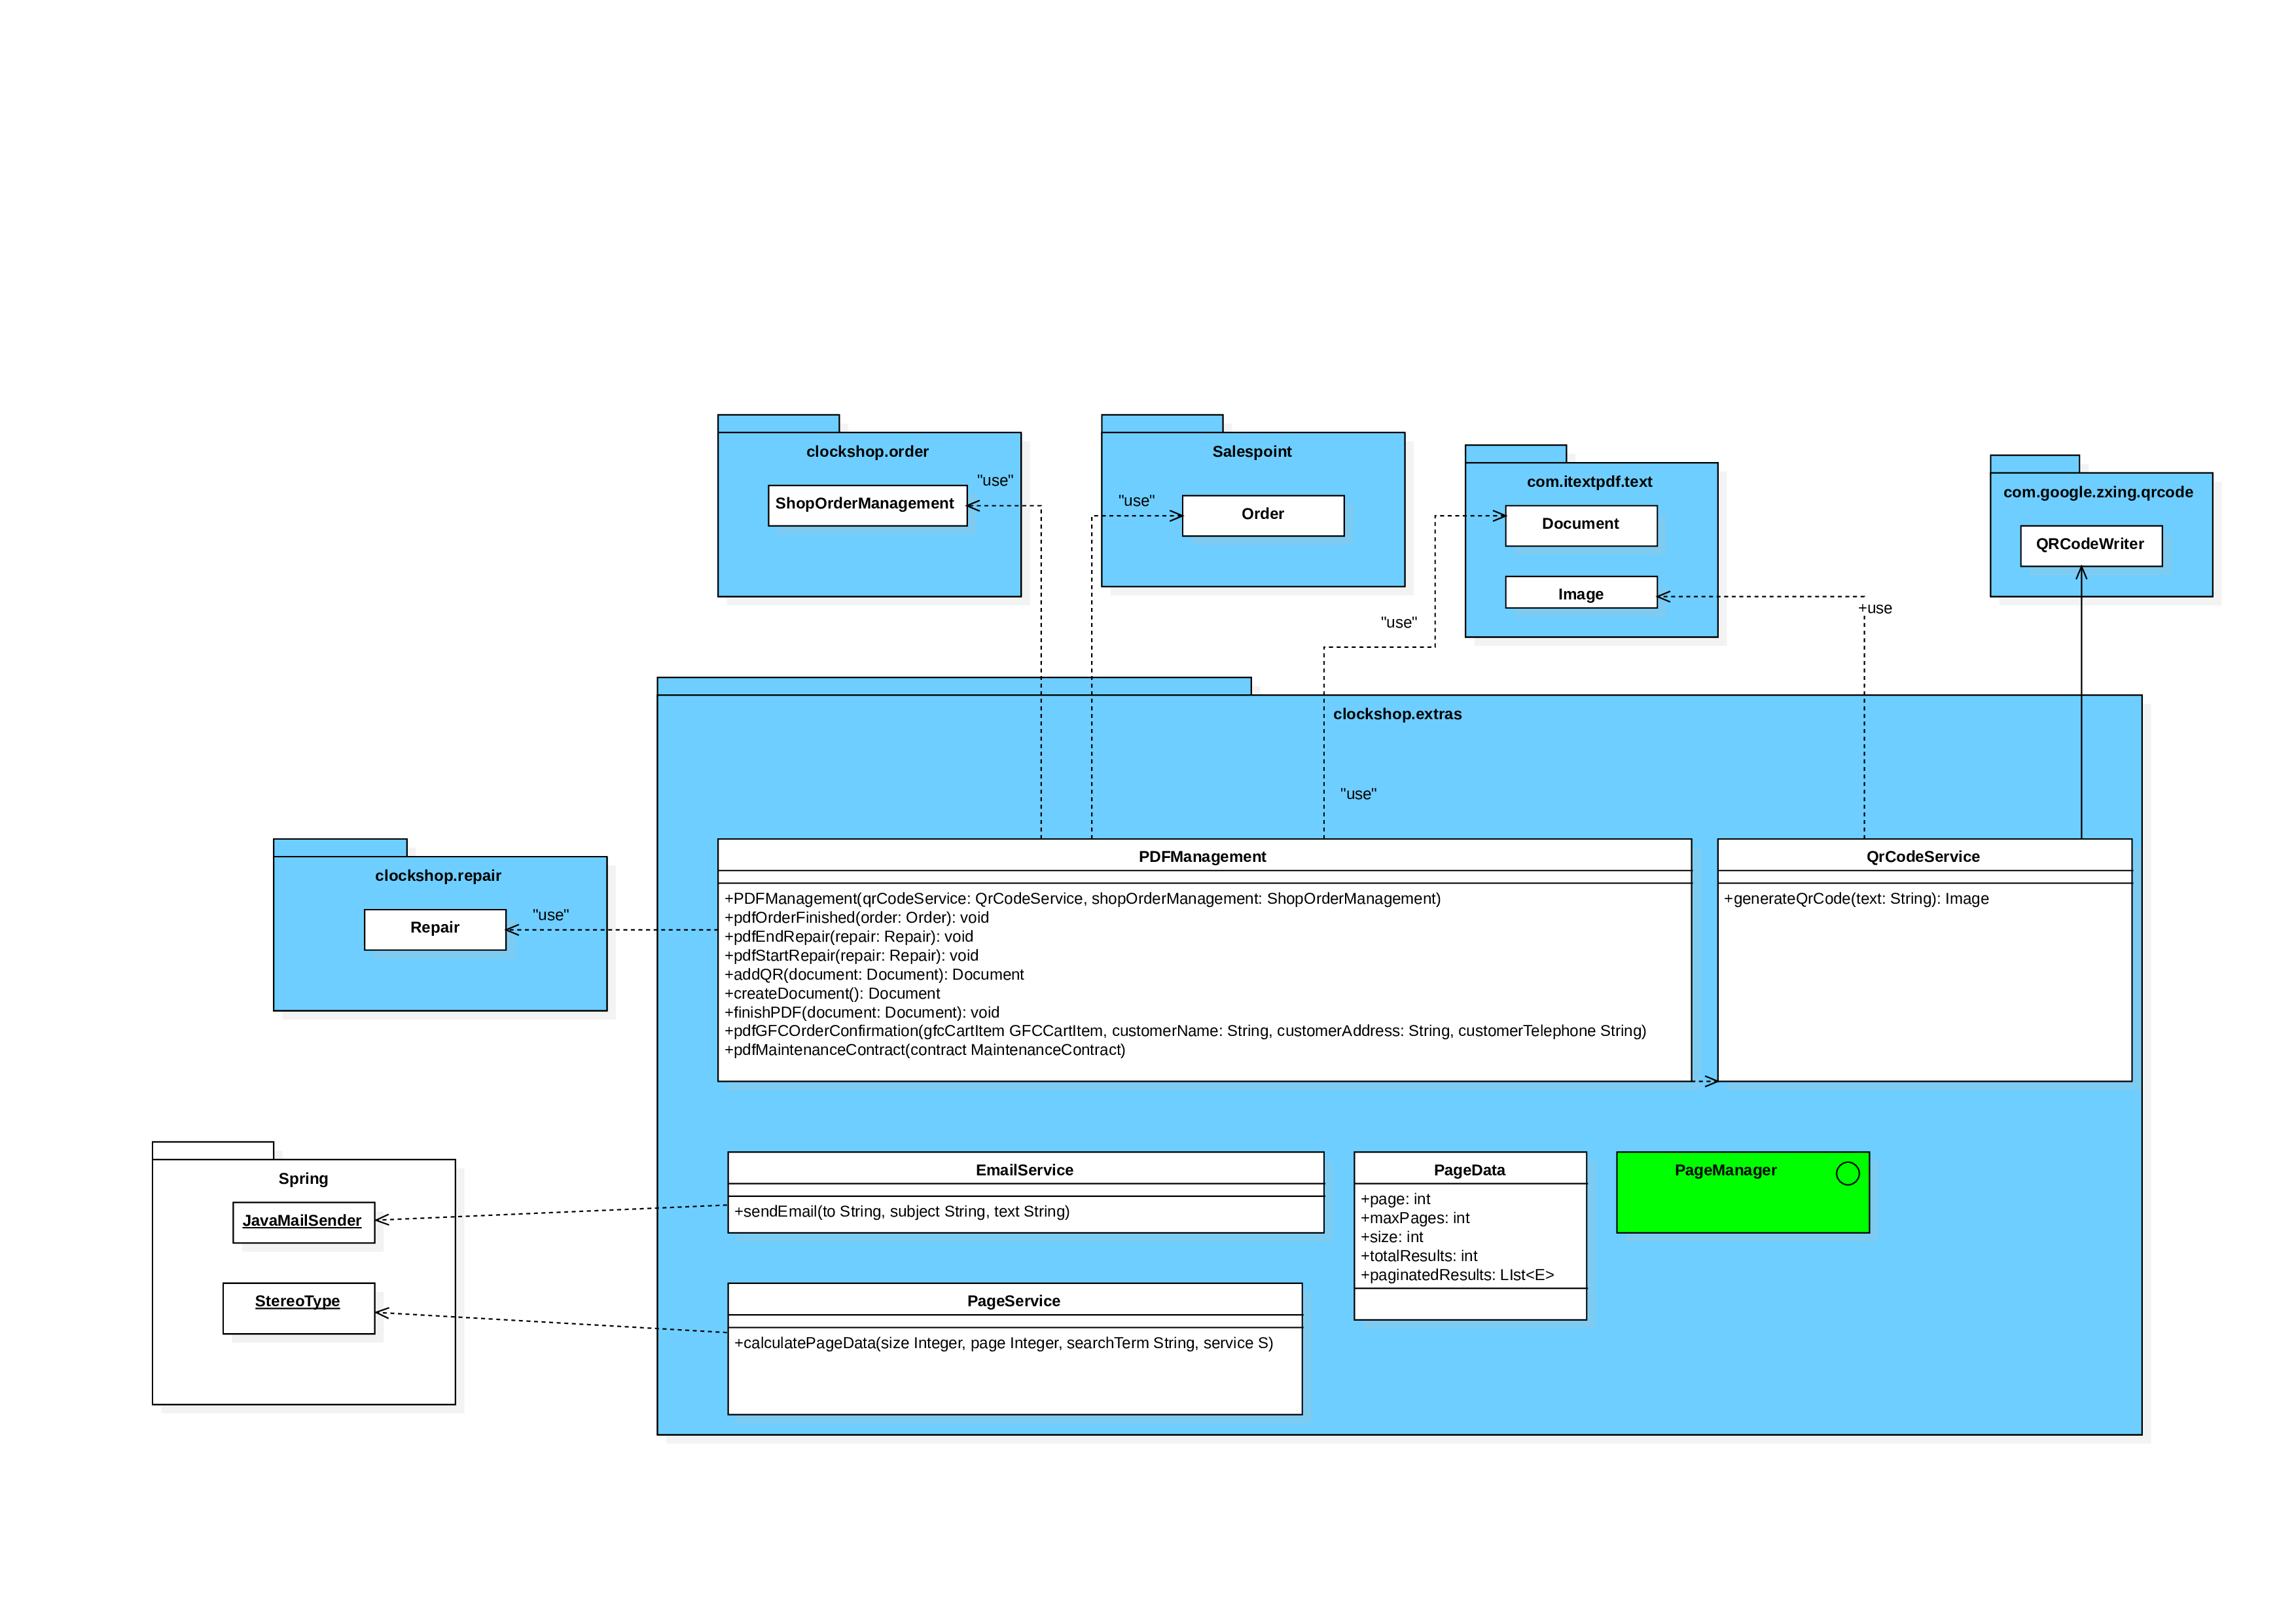 clockshop.order
"use"
ShopOrderManagement
Salespoint
"use"
Order
com.itextpdf.text
Document
Image
"use"
+use
com.google.zxing.qrcode
QRCodeWriter
clockshop.extras
"use"
clockshop.repair
Repair
"use"
PDFManagement
+PDFManagement(qrCodeService: QrCodeService, shopOrderManagement: ShopOrderManagement)
+pdfOrderFinished(order: Order): void
+pdfEndRepair(repair: Repair): void
+pdfStartRepair(repair: Repair): void
+addQR(document: Document): Document
+createDocument(): Document
+finishPDF(document: Document): void
+pdfGFCOrderConfirmation(gfcCartItem GFCCartItem, customerName: String, customerAddress: String, customerTelephone String)
+pdfMaintenanceContract(contract MaintenanceContract)
QrCodeService
+generateQrCode(text: String): Image
Spring
JavaMailSender
StereoType
EmailService
+sendEmail(to String, subject String, text String)
PageData
+page: int
+maxPages: int
+size: int
+totalResults: int
+paginatedResults: LIst<E>
PageManager
PageService
+calculatePageData(size Integer, page Integer, searchTerm String, service S)